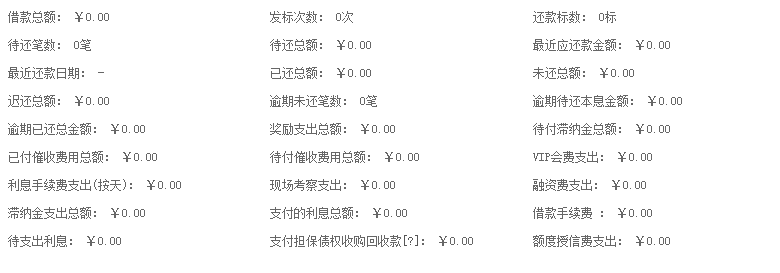 借款总额: ￥0.00 发标次数: 0次 还款标数: 0标
待还笔数: 0笔 待还总额: ￥0.00 最近应还款金额: ￥0.00
最近还款日期: - 已还总额: ￥0.00 未还总额: ￥0.00
迟还总额: ￥0.00 逾期未还笔数: 0笔 逾期待还本息金额: ￥0.00
逾期已还总金额: ￥0.00 奖励支出总额: ￥0.00 待付滞纳金总额: ￥0.00
已付催收费用总额: ￥0.00 待付催收费用总额: ￥0.00 VIP会费支出: ￥0.00
利息手续费支出(按天): ￥0.00 现场考察支出: ￥0.00 融资费支出: ￥0.00
滞纳金支出总额: ￥0.00 支付的利息总额: ￥0.00 借款手续费 : ￥0.00
待支出利息: ￥0.00 支付担保债权收购回收款[?]: ￥0.00 额度授信费支出: ￥0.00